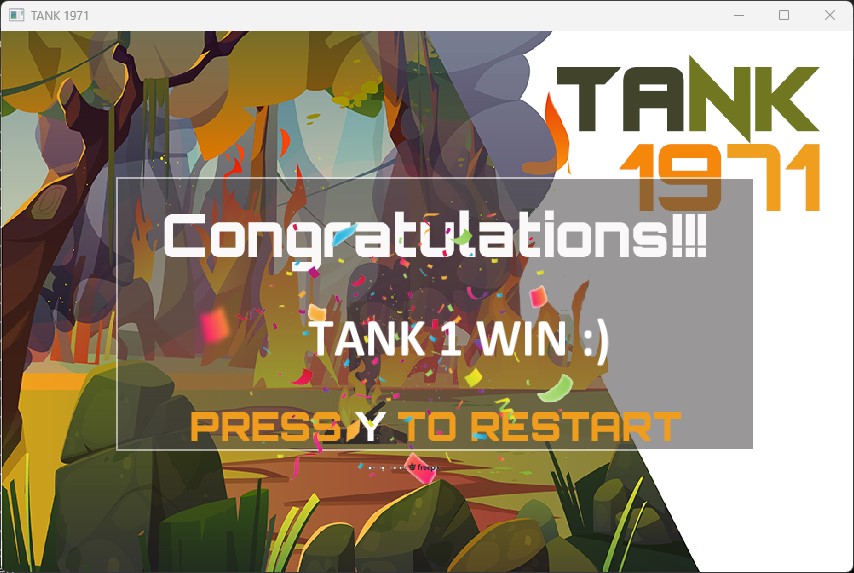 TANK 1971
TANK
1971
Congratulations!!!
TANK 1 WIN :)
PRESS Y TO RESTART